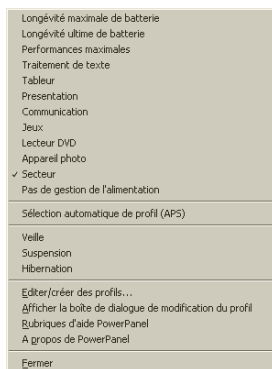 Longévité maximale de batterie
Longévité ultime de batterie
Performances maximales
Traitement de texte
Tableur
Presentation
Communication
Jeux
Lecteur DVD
Appareil photo
✓ Secteur
Pas de gestion de l'alimentation
Sélection automatique de profil (APS)
Veille
Suspension
Hibernation
Editer/créer des profils...
Afficher la boîte de dialogue de modification du profil
Rubriques d'aide PowerPanel
A propos de PowerPanel
Fermer